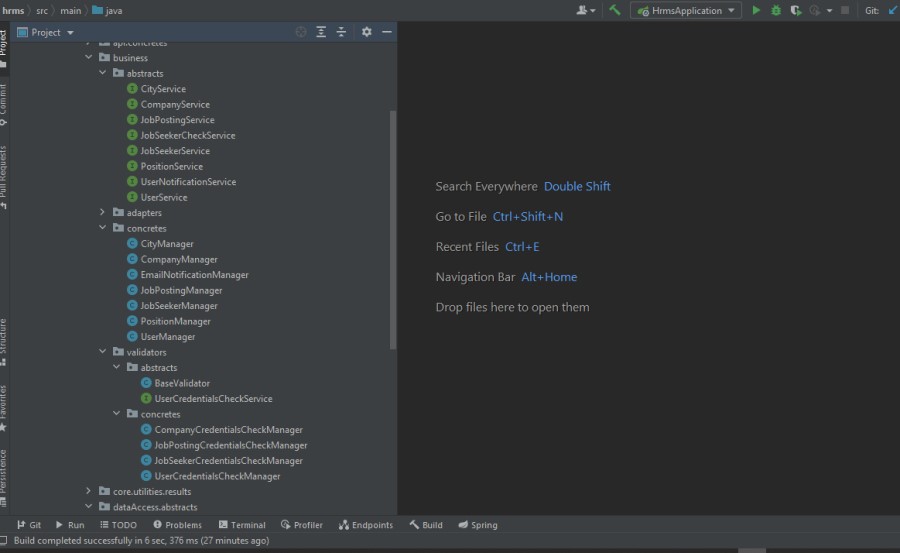 hrms src main java HrmsApplication Git:
Project
api.concretes
business
abstracts
CityService
CompanyService
JobPostingService
JobSeekerCheckService
JobSeekerService
PositionService
UserNotificationService
UserService
adapters
concretes
CityManager
CompanyManager
EmailNotificationManager
JobPostingManager
JobSeekerManager
PositionManager
UserManager
validators
abstracts
BaseValidator
UserCredentialsCheckService
concretes
CompanyCredentialsCheckManager
JobPostingCredentialsCheckManager
JobSeekerCredentialsCheckManager
UserCredentialsCheckManager
core.utilities.results
dataAccess.abstracts
Project
Commit
Pull Requests
Structure
Favorites
Persistence
Search Everywhere Double Shift
Go to File Ctrl+Shift+N
Recent Files Ctrl+E
Navigation Bar Alt+Home
Drop files here to open them
Git Run TODO Problems Terminal Profiler Endpoints Build Spring
Build completed successfully in 6 sec, 376 ms (27 minutes ago)